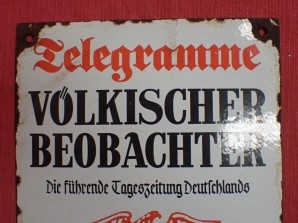 Telegramme
VÖLKISCHER
BEOBACHTER
Die führende Tageszeitung Deutschlands